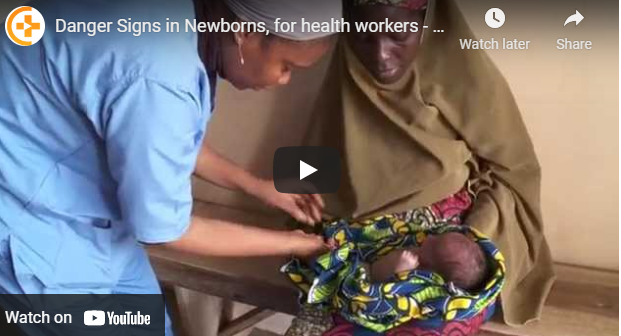 Danger Signs in Newborns, for health workers - ...
Watch later
Share
Watch on YouTube